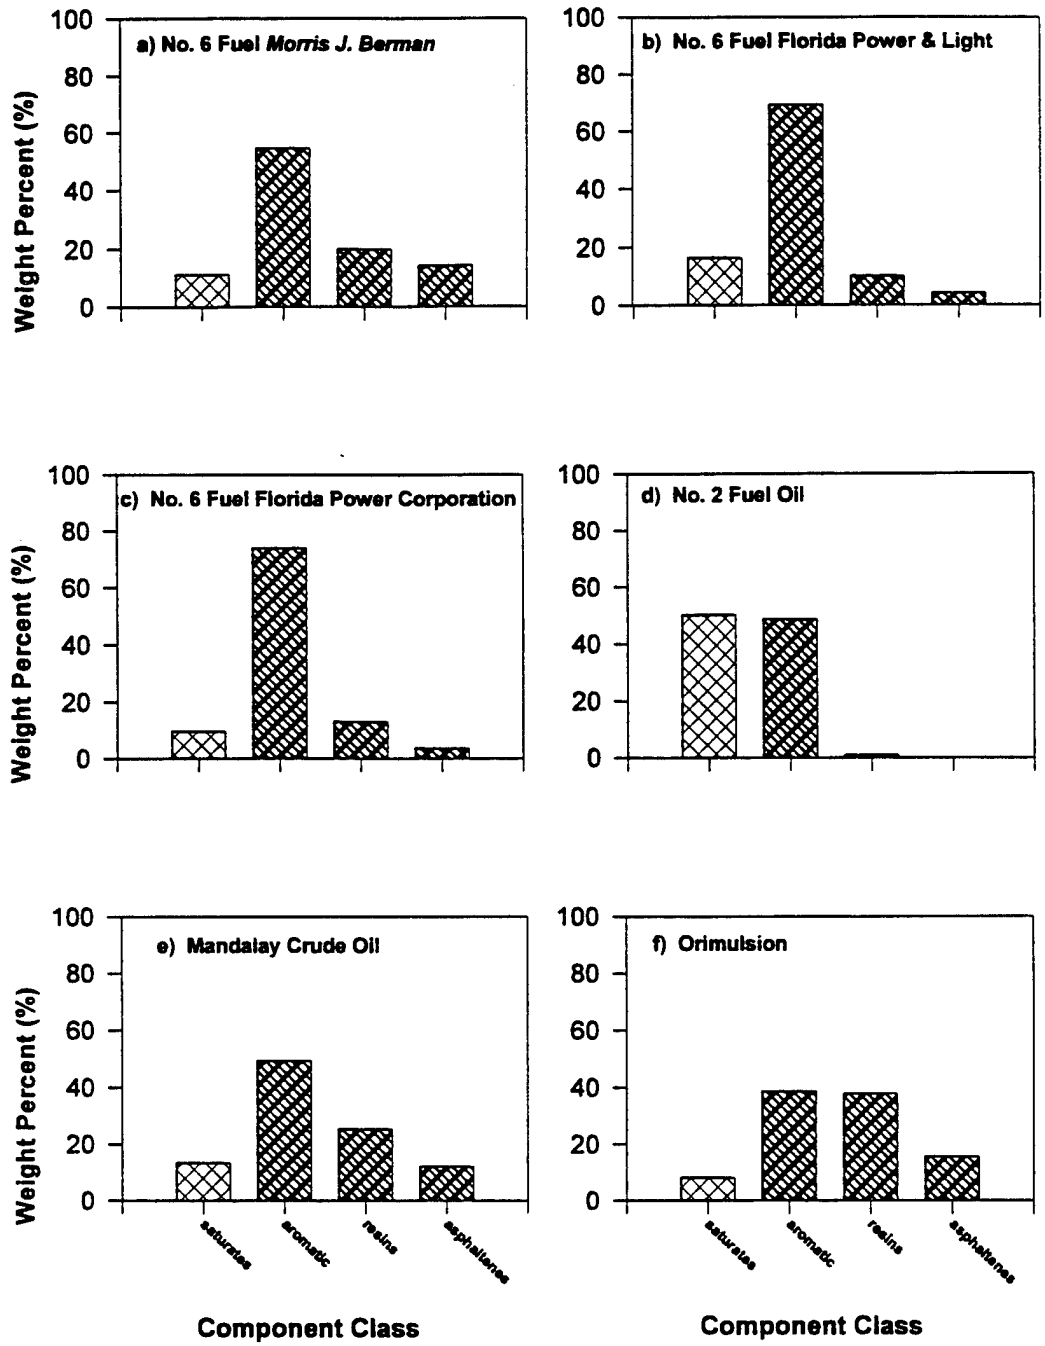 a) No. 6 Fuel Morris J. Berman
100
80
60
40
20
0
Weight Percent (%)
b) No. 6 Fuel Florida Power & Light
100
80
60
40
20
0
c) No. 6 Fuel Florida Power Corporation
100
80
60
40
20
0
Weight Percent (%)
d) No. 2 Fuel Oil
100
80
60
40
20
0
e) Mandalay Crude Oil
100
80
60
40
20
0
Weight Percent (%)
saturates
aromatic
resins
asphaltenes
Component Class
f) Orimulsion
100
80
60
40
20
0
saturates
aromatic
resins
asphaltenes
Component Class